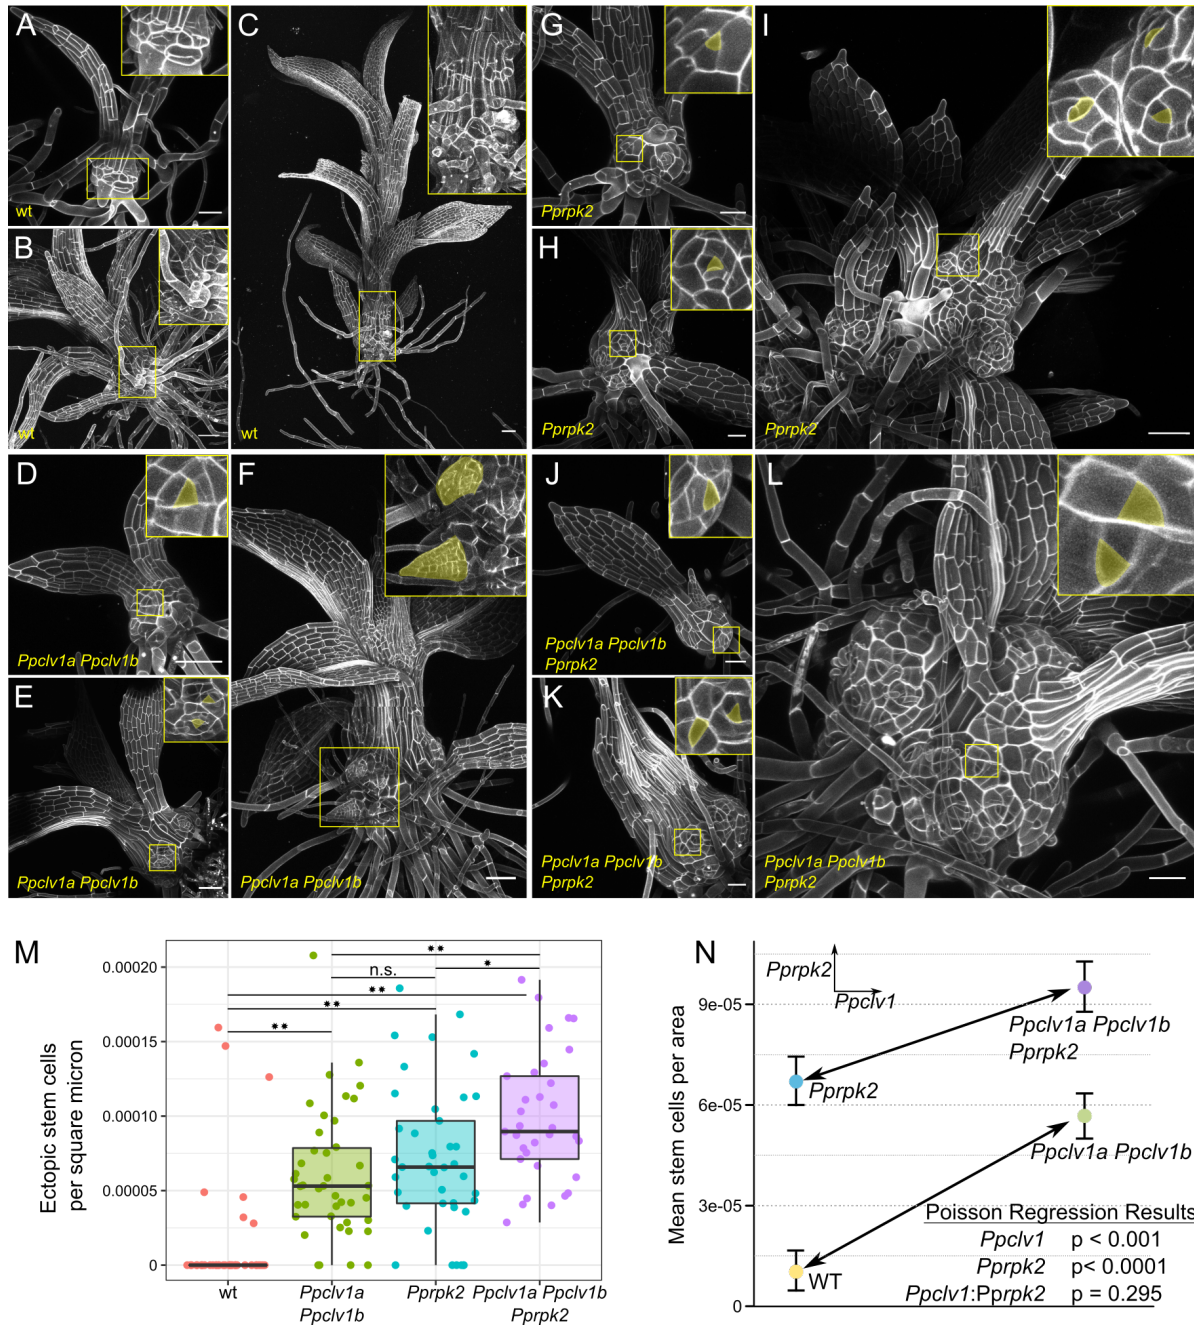 A
wt
B
wt
C
wt
D
Ppclv1a Ppclv1b
E
Ppclv1a Ppclv1b
F
Ppclv1a Ppclv1b
G
Pprpk2
H
Pprpk2
I
Pprpk2
J
Ppclv1a Ppclv1b
Pprpk2
K
Ppclv1a Ppclv1b
Pprpk2
L
Ppclv1a Ppclv1b
Pprpk2
M
Ectopic stem cells
per square micron
0.00020
0.00015
0.00010
0.00005
0
**
**
**
n.s.
*
**
wt
Ppclv1a
Ppclv1b
Pprpk2
Ppclv1a Ppclv1b
Pprpk2
N
Mean stem cells per area
9e-05
6e-05
3e-05
0
Pprpk2
Ppclv1
Ppclv1a Ppclv1b
Pprpk2
Pprpk2
Ppclv1a Ppclv1b
WT
Poisson Regression Results
Ppclv1 p < 0.001
Pprpk2 p< 0.0001
Ppclv1:Pprpk2 p = 0.295